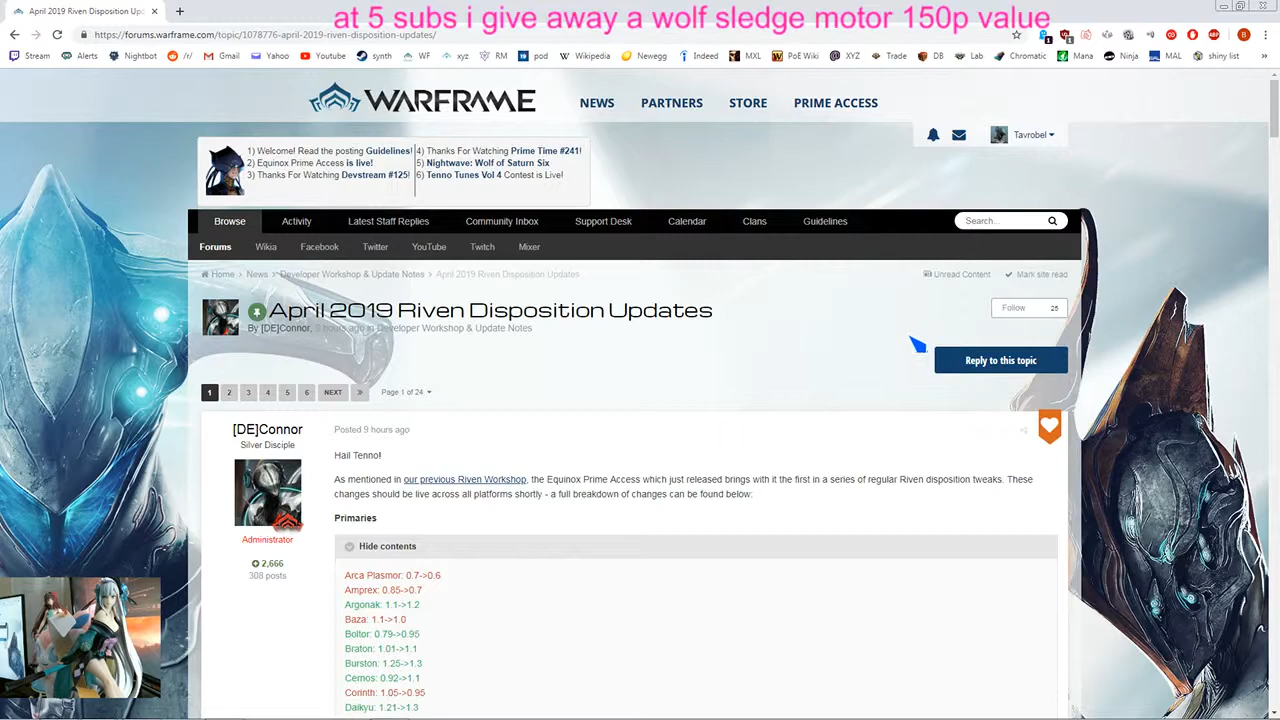 at 5 subs i give away a wolf sledge motor 150p value
April 2019 Riven Disposition Up
https://forums.warframe.com/topic/1078776-april-2019-riven-disposition-updates/
Stream Alerts Nightbot /r/ Gmail Yahoo YouTube synth WF xyz RM pod Wikipedia Newegg Indeed MXL PoE Wiki XYZ Trade DB Lab Chromatic Mana Ninja MAL shiny list
WARFRAME NEWS PARTNERS STORE PRIME ACCESS
Tavrobel
1) Welcome! Read the posting Guidelines!
2) Equinox Prime Access is live!
3) Thanks For Watching Devstream #125!
4) Thanks For Watching Prime Time #241!
5) Nightwave: Wolf of Saturn Six
6) Tenno Tunes Vol 4 Contest is Live!
Browse Activity Latest Staff Replies Community Inbox Support Desk Calendar Clans Guidelines Search...
Forums Wikia Facebook Twitter YouTube Twitch Mixer
Home > News > Developer Workshop & Update Notes > April 2019 Riven Disposition Updates
Unread Content Mark site read
April 2019 Riven Disposition Updates
By [DE]Connor, 9 hours ago in Developer Workshop & Update Notes
Follow 25
Reply to this topic
1 2 3 4 5 6 NEXT Page 1 of 24
[DE]Connor
Silver Disciple
Administrator
2,666
308 posts
Posted 9 hours ago
Hail Tenno!
As mentioned in our previous Riven Workshop, the Equinox Prime Access which just released brings with it the first in a series of regular Riven disposition tweaks. These
changes should be live across all platforms shortly - a full breakdown of changes can be found below:
Primaries
Hide contents
Arca Plasmor: 0.7->0.6
Amprex: 0.85->0.7
Argonak: 1.1->1.2
Baza: 1.1->1.0
Boltor: 0.79->0.95
Braton: 1.01->1.1
Burston: 1.25->1.3
Cernos: 0.92->1.1
Corinth: 1.05->0.95
Daikyu: 1.21->1.3